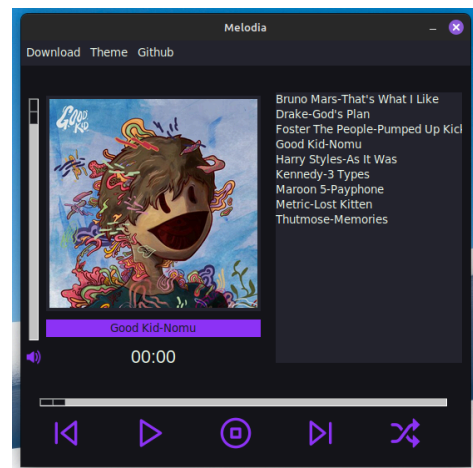 Melodia
Download Theme Github
GOOD
KID
Bruno Mars-That's What I Like
Drake-God's Plan
Foster The People-Pumped Up Kicl
Good Kid-Nomu
Harry Styles-As It Was
Kennedy-3 Types
Maroon 5-Payphone
Metric-Lost Kitten
Thutmose-Memories
Good Kid-Nomu
00:00